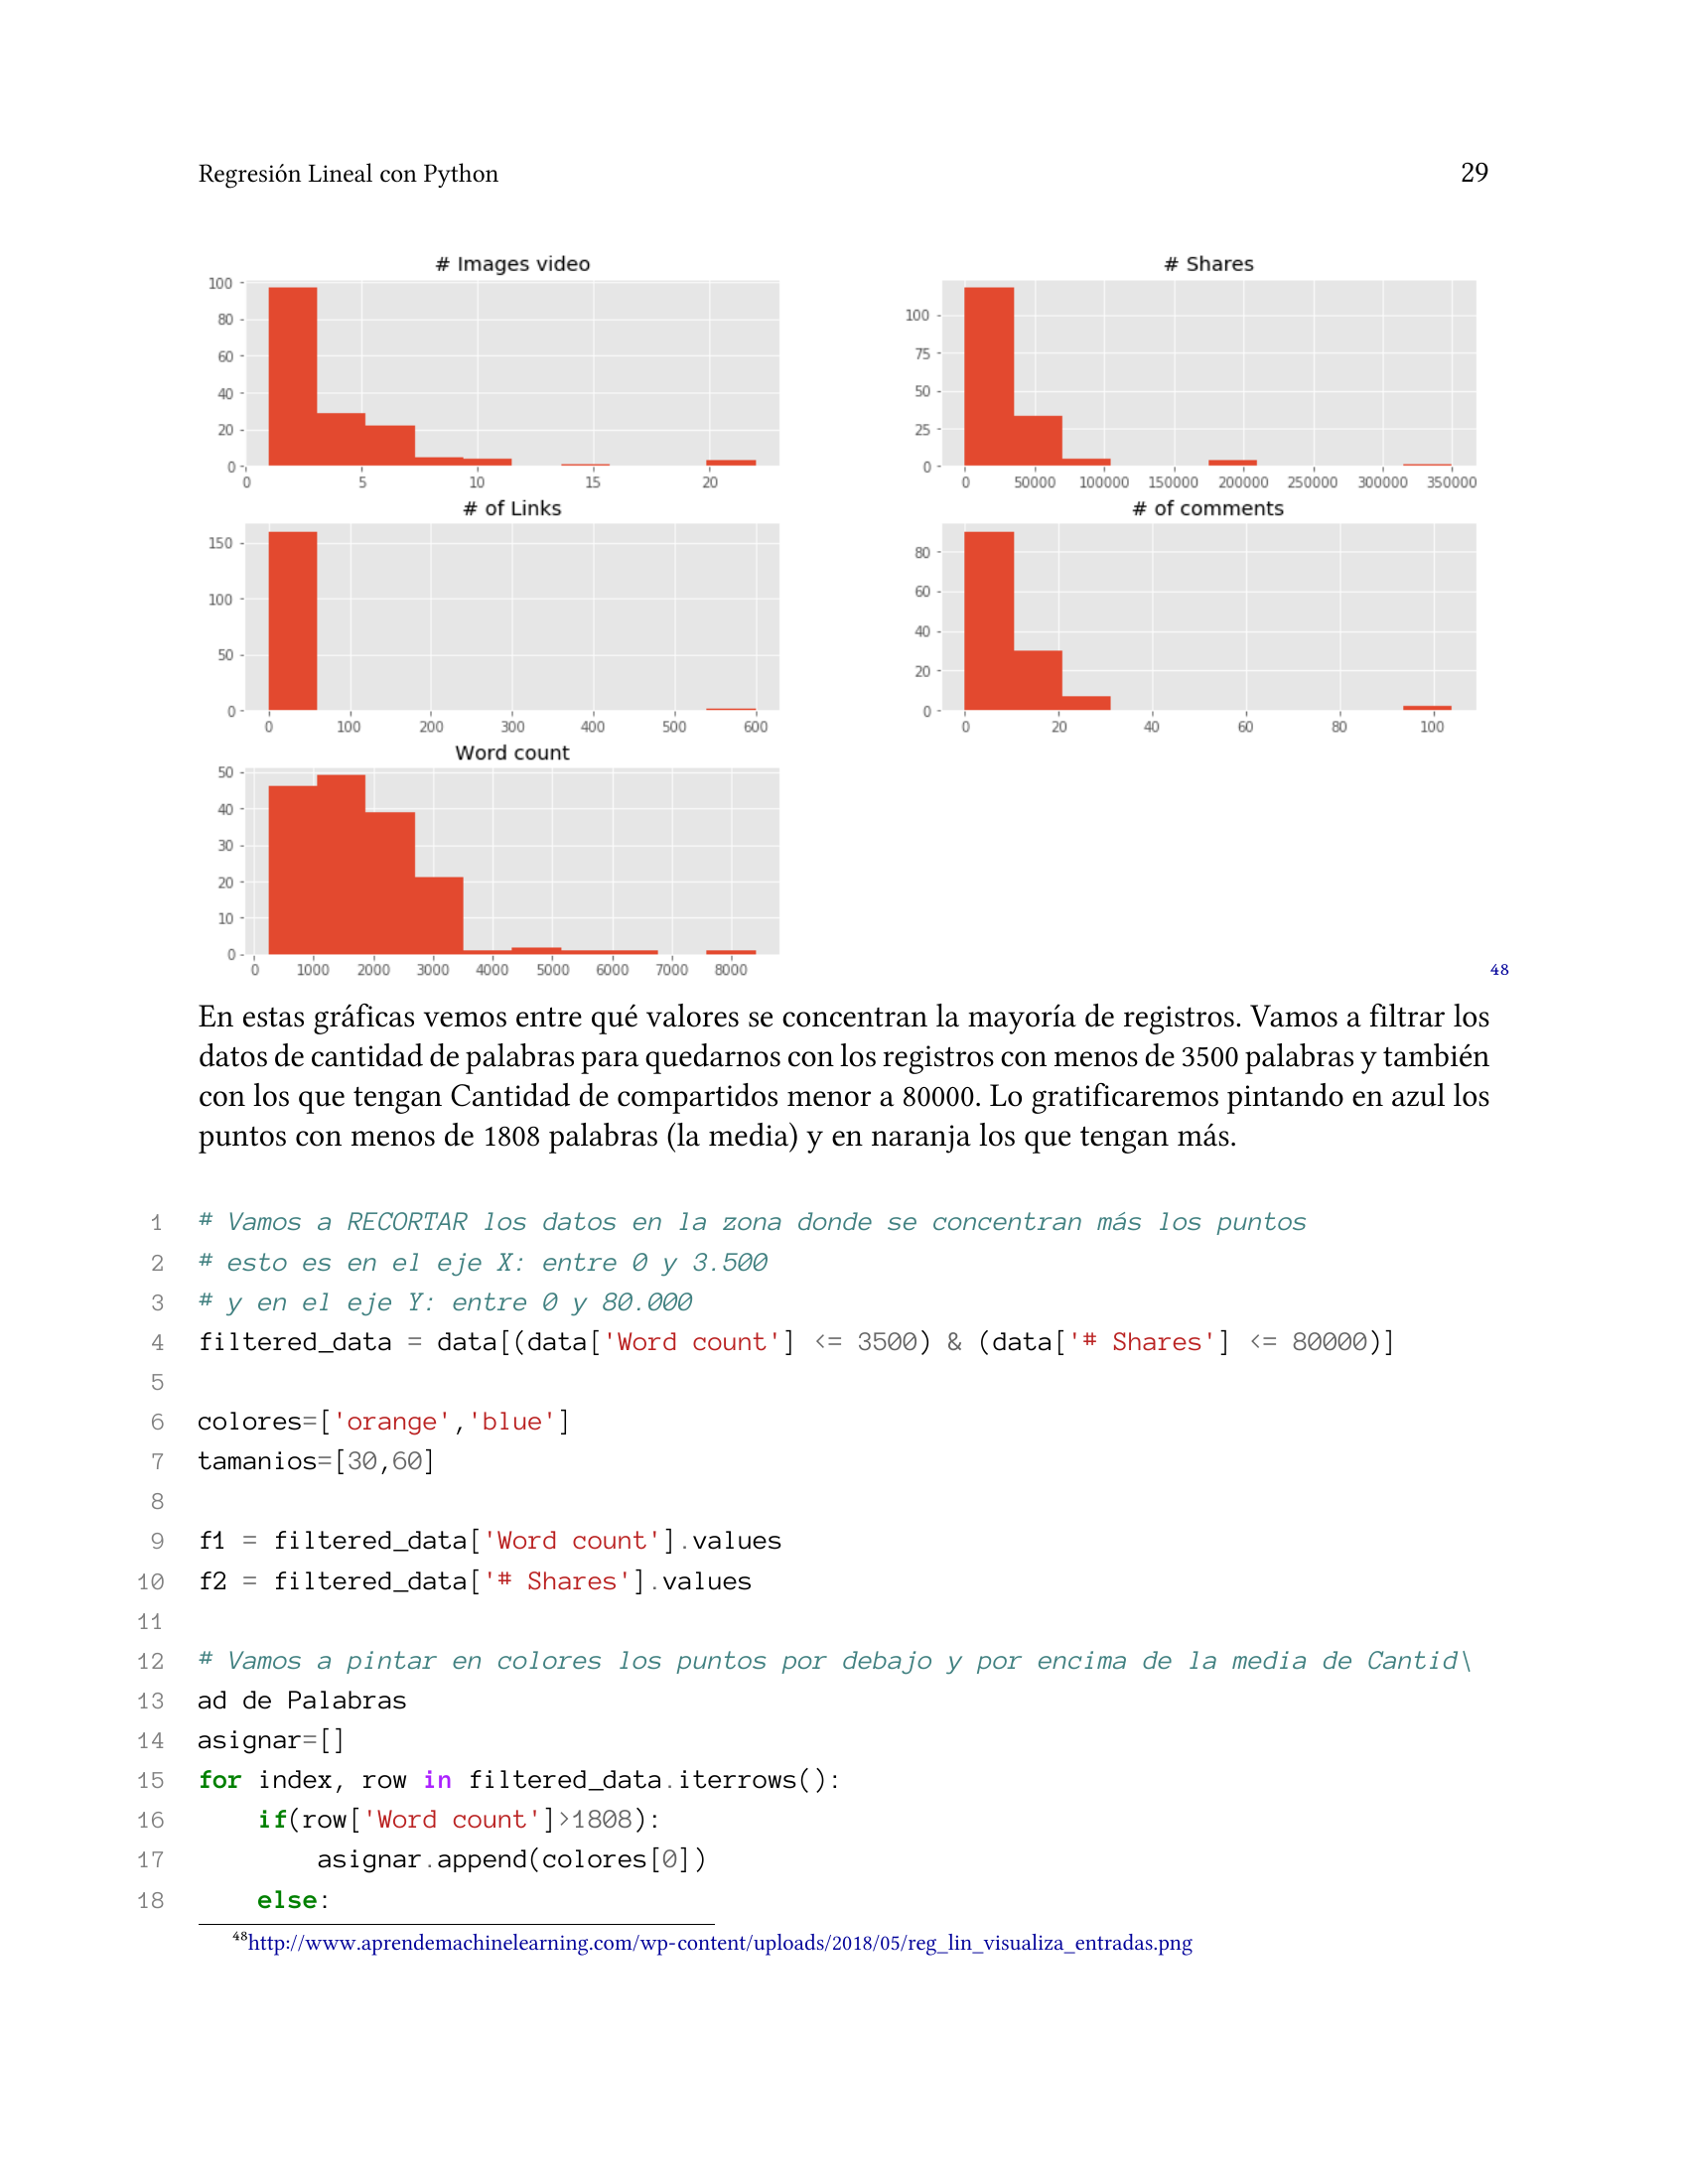 Regresión Lineal con Python 29
# Images video
100
80
60
40
20
0
0 5 10 15 20
# Shares
100
75
50
25
0
0 50000 100000 150000 200000 250000 300000 350000
# of Links
150
100
50
0
0 100 200 300 400 500 600
# of comments
80
60
40
20
0
0 20 40 60 80 100
Word count
50
40
30
20
10
0
0 1000 2000 3000 4000 5000 6000 7000 8000
48
En estas gráficas vemos entre qué valores se concentran la mayoría de registros. Vamos a filtrar los
datos de cantidad de palabras para quedarnos con los registros con menos de 3500 palabras y también
con los que tengan Cantidad de compartidos menor a 80000. Lo gratificaremos pintando en azul los
puntos con menos de 1808 palabras (la media) y en naranja los que tengan más.
1 # Vamos a RECORTAR los datos en la zona donde se concentran más los puntos
2 # esto es en el eje X: entre 0 y 3.500
3 # y en el eje Y: entre 0 y 80.000
4 filtered_data = data[(data['Word count'] <= 3500) & (data['# Shares'] <= 80000)]
5
6 colores=['orange','blue']
7 tamanios=[30,60]
8
9 f1 = filtered_data['Word count'].values
10 f2 = filtered_data['# Shares'].values
11
12 # Vamos a pintar en colores los puntos por debajo y por encima de la media de Cantid\
13 ad de Palabras
14 asignar=[]
15 for index, row in filtered_data.iterrows():
16     if(row['Word count']>1808):
17         asignar.append(colores[0])
18     else:
48http://www.aprendemachinelearning.com/wp-content/uploads/2018/05/reg_lin_visualiza_entradas.png